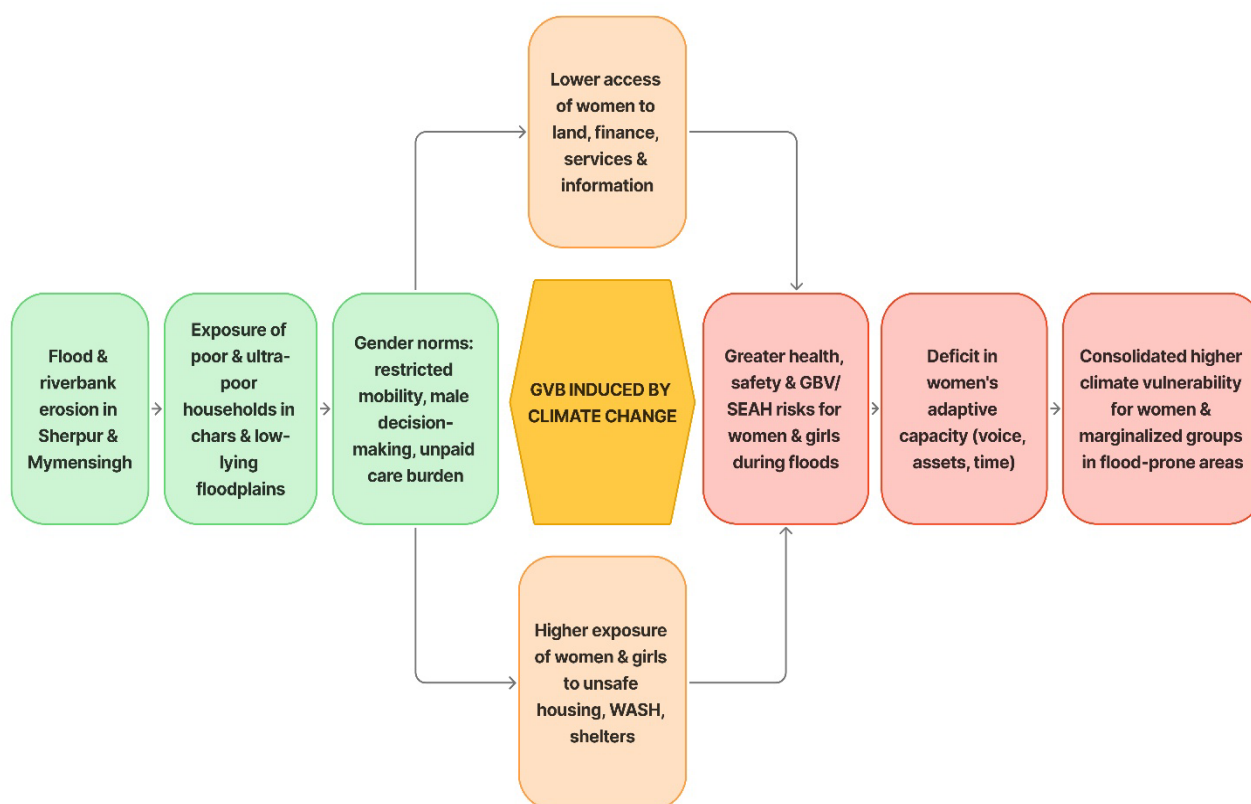 Lower access
of women to
land, finance,
services &
information
Flood &
riverbank
erosion in
Sherpur &
Mymensingh
Exposure of
poor & ultra-
poor
households in
chars & low-
lying
floodplains
Gender norms:
restricted
mobility, male
decision-
making, unpaid
care burden
GVB INDUCED BY
CLIMATE CHANGE
Greater health,
safety & GBV/
SEAH risks for
women & girls
during floods
Deficit in
women's
adaptive
capacity (voice,
assets, time)
Consolidated higher
climate vulnerability
for women &
marginalized groups
in flood-prone areas
Higher exposure
of women & girls
to unsafe
housing, WASH,
shelters